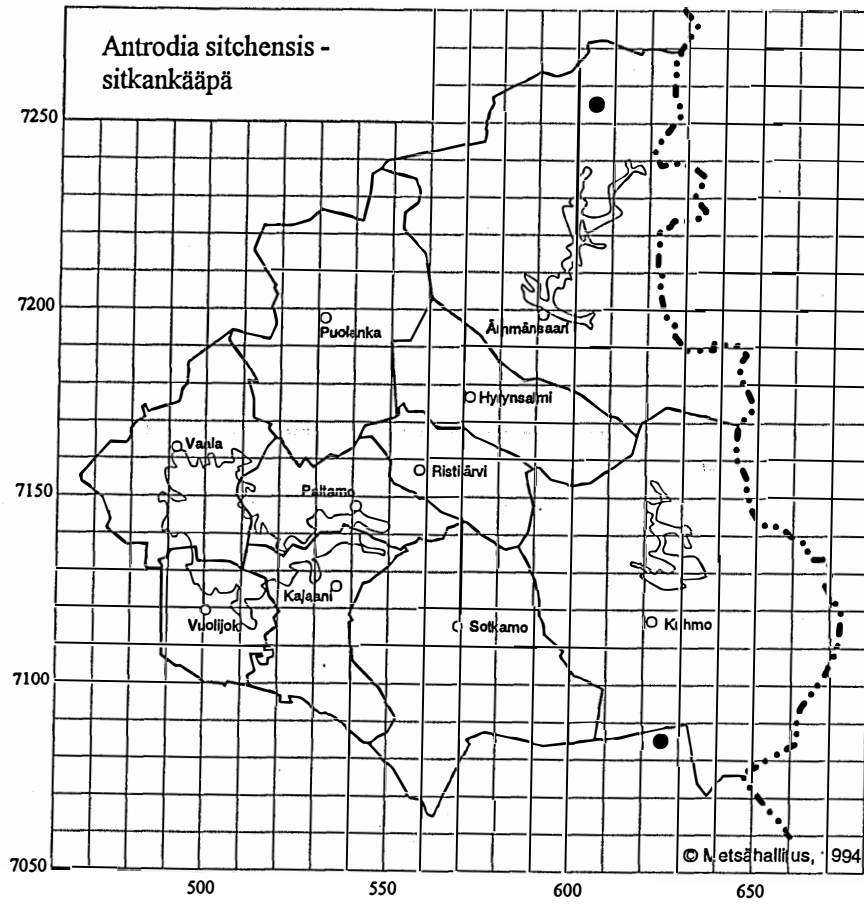 Antrodia sitchensis -
sitkankääpä
7250
7200
Ämmänsaari
Puolanka
Hyrynsalmi
Vaala
Ristijärvi
7150
Paltamo
Kajaani
Vuolijoki
Sotkamo
Kuhmo
7100
7050
© Metsähallitus, 1994
500
550
600
650